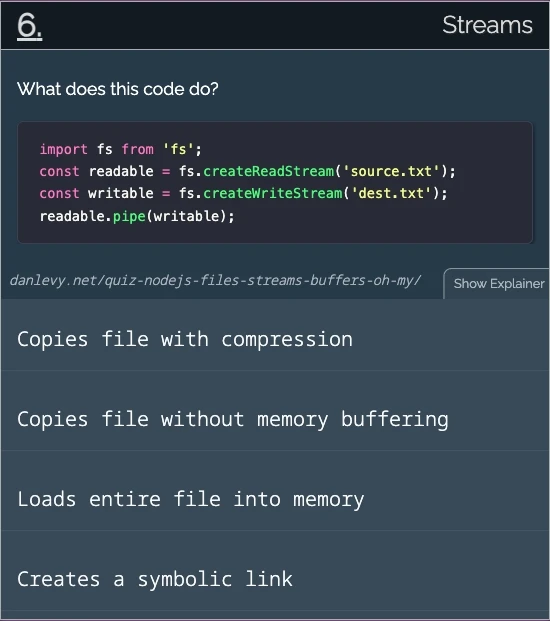 6.
Streams
What does this code do?
import fs from 'fs';
const readable = fs.createReadStream('source.txt');
const writable = fs.createWriteStream('dest.txt');
readable.pipe(writable);
danlevy.net/quiz-nodejs-files-streams-buffers-oh-my/
Show Explainer
Copies file with compression
Copies file without memory buffering
Loads entire file into memory
Creates a symbolic link